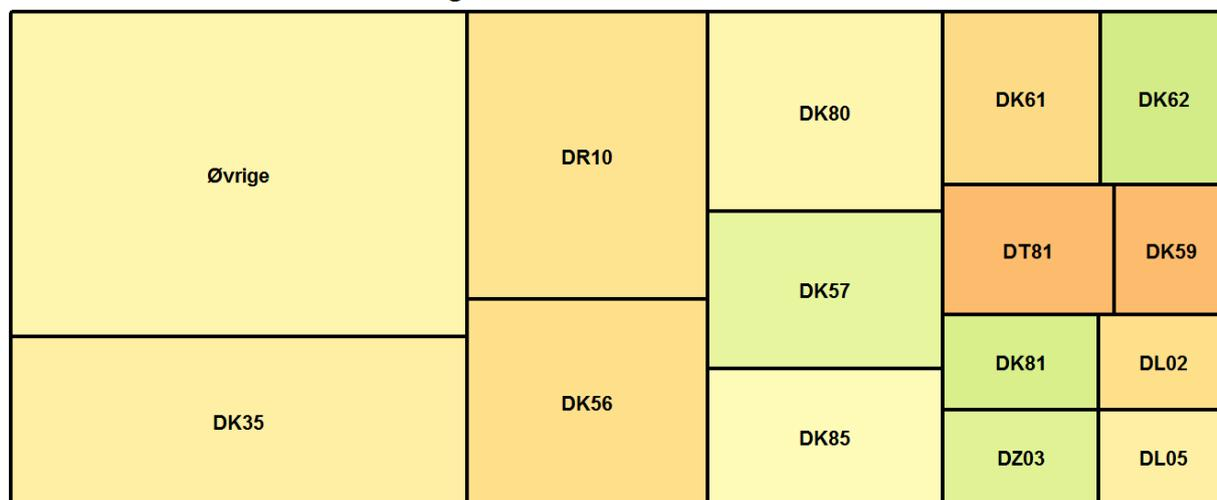 Øvrige
DK35
DR10
DK56
DK80
DK57
DK85
DK61
DK62
DT81
DK59
DK81
DL02
DZ03
DL05